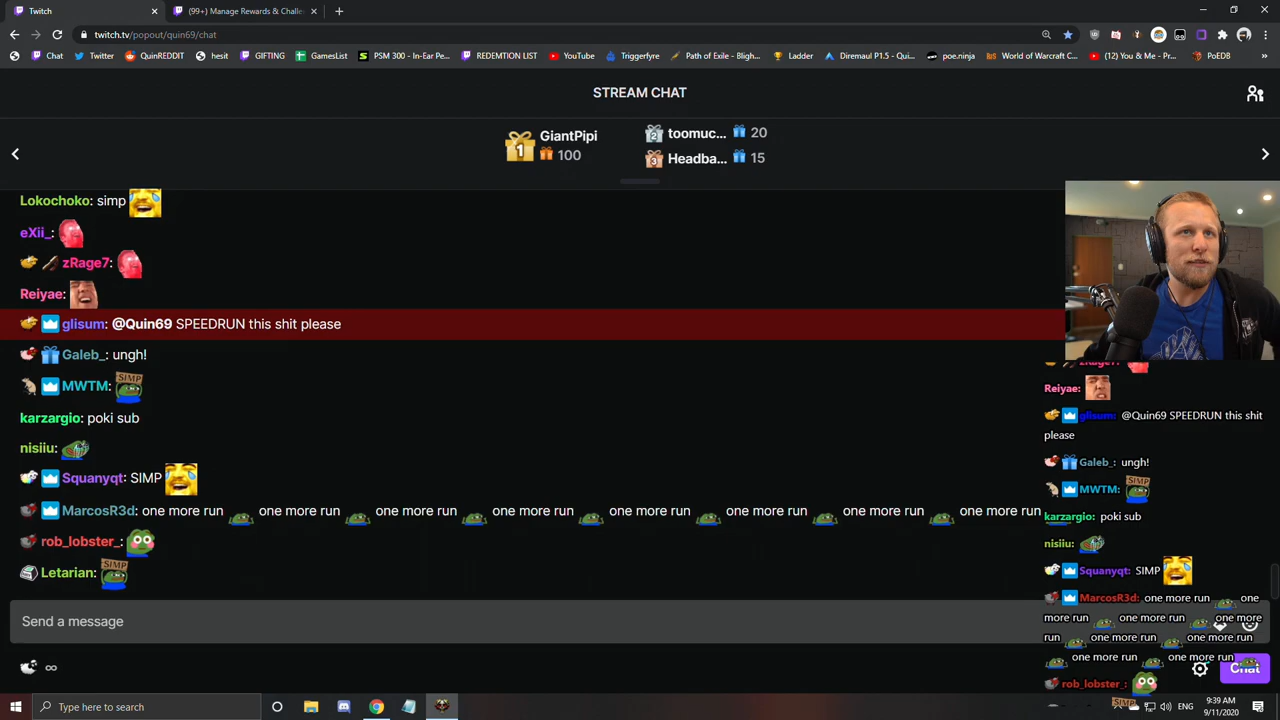 Twitch
(99+) Manage Rewards & Challe
twitch.tv/popout/quin69/chat
Chat
Twitter
QuinREDDIT
hesit
GIFTING
GamesList
PSM 300 - In-Ear Pe...
REDEMTION LIST
YouTube
Triggerfyre
Path of Exile - Bligh...
Ladder
Diremaul P1.5 - Qui...
poe.ninja
World of Warcraft C...
(12) You & Me - Pr...
PoEDB
STREAM CHAT
1 GiantPipi 100
2 toomuc... 20
3 Headba... 15
Lokochoko: simp
eXii_:
zRage7:
Reiyae:
glisum: @Quin69 SPEEDRUN this shit please
Galeb_: ungh!
MWTM: SIMP
karzargio: poki sub
nisiiu:
Squanyqt: SIMP
MarcosR3d: one more run one more run one more run one more run one more run one more run one more run one more run
rob_lobster_:
Letarian: SIMP
Send a message
∞
Chat
zRage7:
Reiyae:
glisum: @Quin69 SPEEDRUN this shit
please
Galeb_: ungh!
MWTM: SIMP
karzargio: poki sub
nisiiu:
Squanyqt: SIMP
MarcosR3d: one more run one
more run one more run one more
run one more run one more run
one more run one more run
rob_lobster_:
SIMP
Type here to search
ENG
9:39 AM
9/11/2020